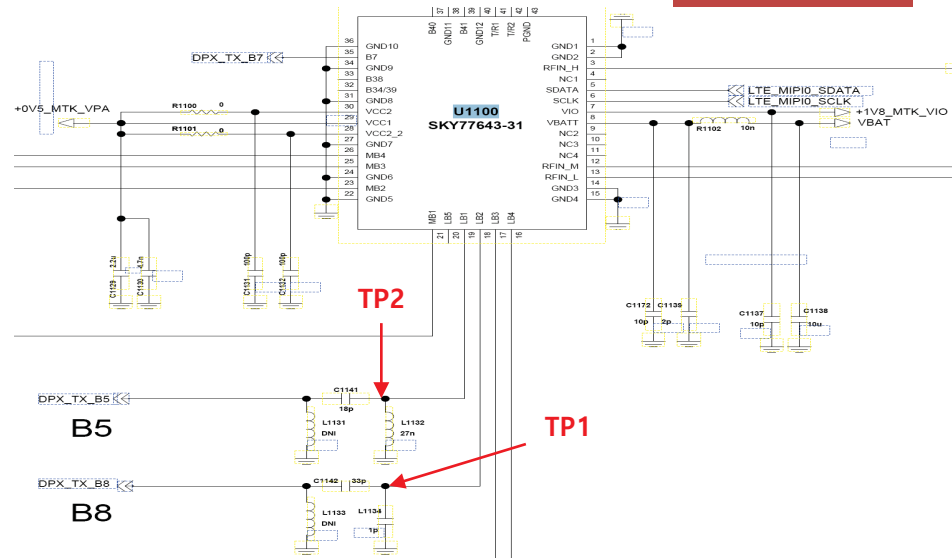 37
38
39
40
41
42
43
B40
GND11
B41
GND12
T/R1
T/R2
PGND
36 GND10
35 B7
34 GND9
33 B38
32 B34/39
31 GND8
30 VCC2
29 VCC1
28 VCC2_2
27 GND7
26 MB4
25 MB3
24 GND6
23 MB2
22 GND5
GND1 1
GND2 2
RFIN_H 3
NC1 4
SDATA 5
SCLK 6
VIO 7
VBATT 8
NC2 9
NC3 10
NC4 11
RFIN_M 12
RFIN_L 13
GND3 14
GND4 15
U1100
SKY77643-31
MB1
LB5
LB1
LB2
LB3
LB4
21
20
19
18
17
16
DPX_TX_B7
+0V5_MTK_VPA
R1100 0
R1101 0
LTE_MIPI0_SDATA
LTE_MIPI0_SCLK
+1V8_MTK_VIO
VBAT
R1102 10n
2.2u
C1129
4.7n
C1130
100p
C1131
100p
C1132
C1172
10p
C1139
2p
C1137
10p
C1138
10u
TP2
TP1
DPX_TX_B5
B5
C1141
18p
L1131
DNI
L1132
27n
DPX_TX_B8
B8
C1142 33p
L1133
DNI
L1134
1p